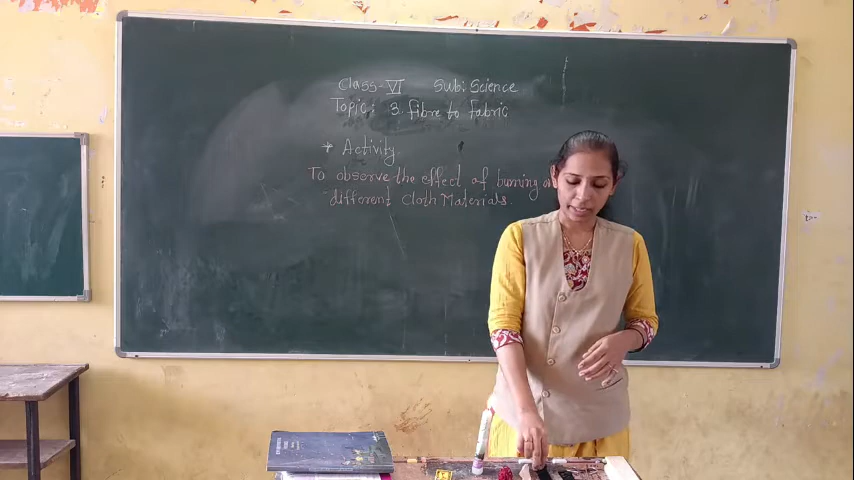 Class-VI Sub: Science
Topic: 3. Fibre to Fabric
* Activity
To observe the effect of burning
different Cloth Materials.